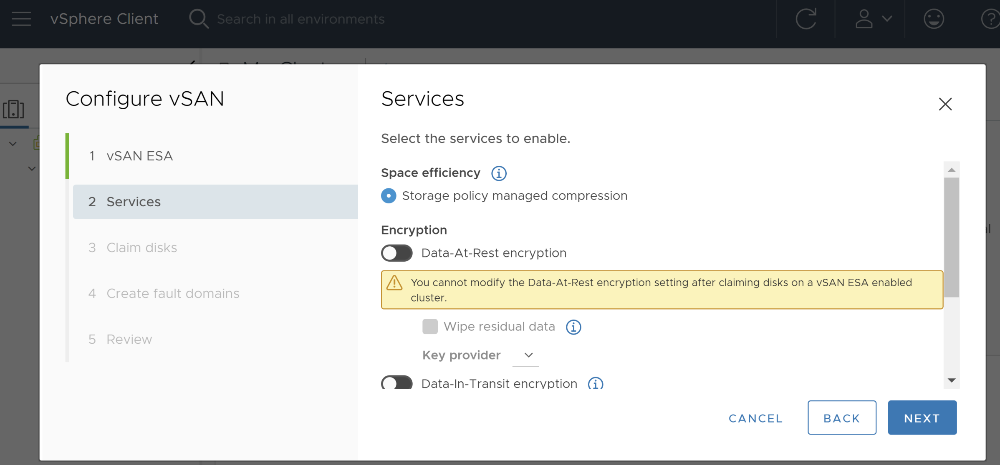 vSphere Client
Search in all environments
Configure vSAN
1 vSAN ESA
2 Services
3 Claim disks
4 Create fault domains
5 Review
Services
Select the services to enable.
Space efficiency
Storage policy managed compression
Encryption
Data-At-Rest encryption
You cannot modify the Data-At-Rest encryption setting after claiming disks on a vSAN ESA enabled
cluster.
Wipe residual data
Key provider
Data-In-Transit encryption
CANCEL
BACK
NEXT